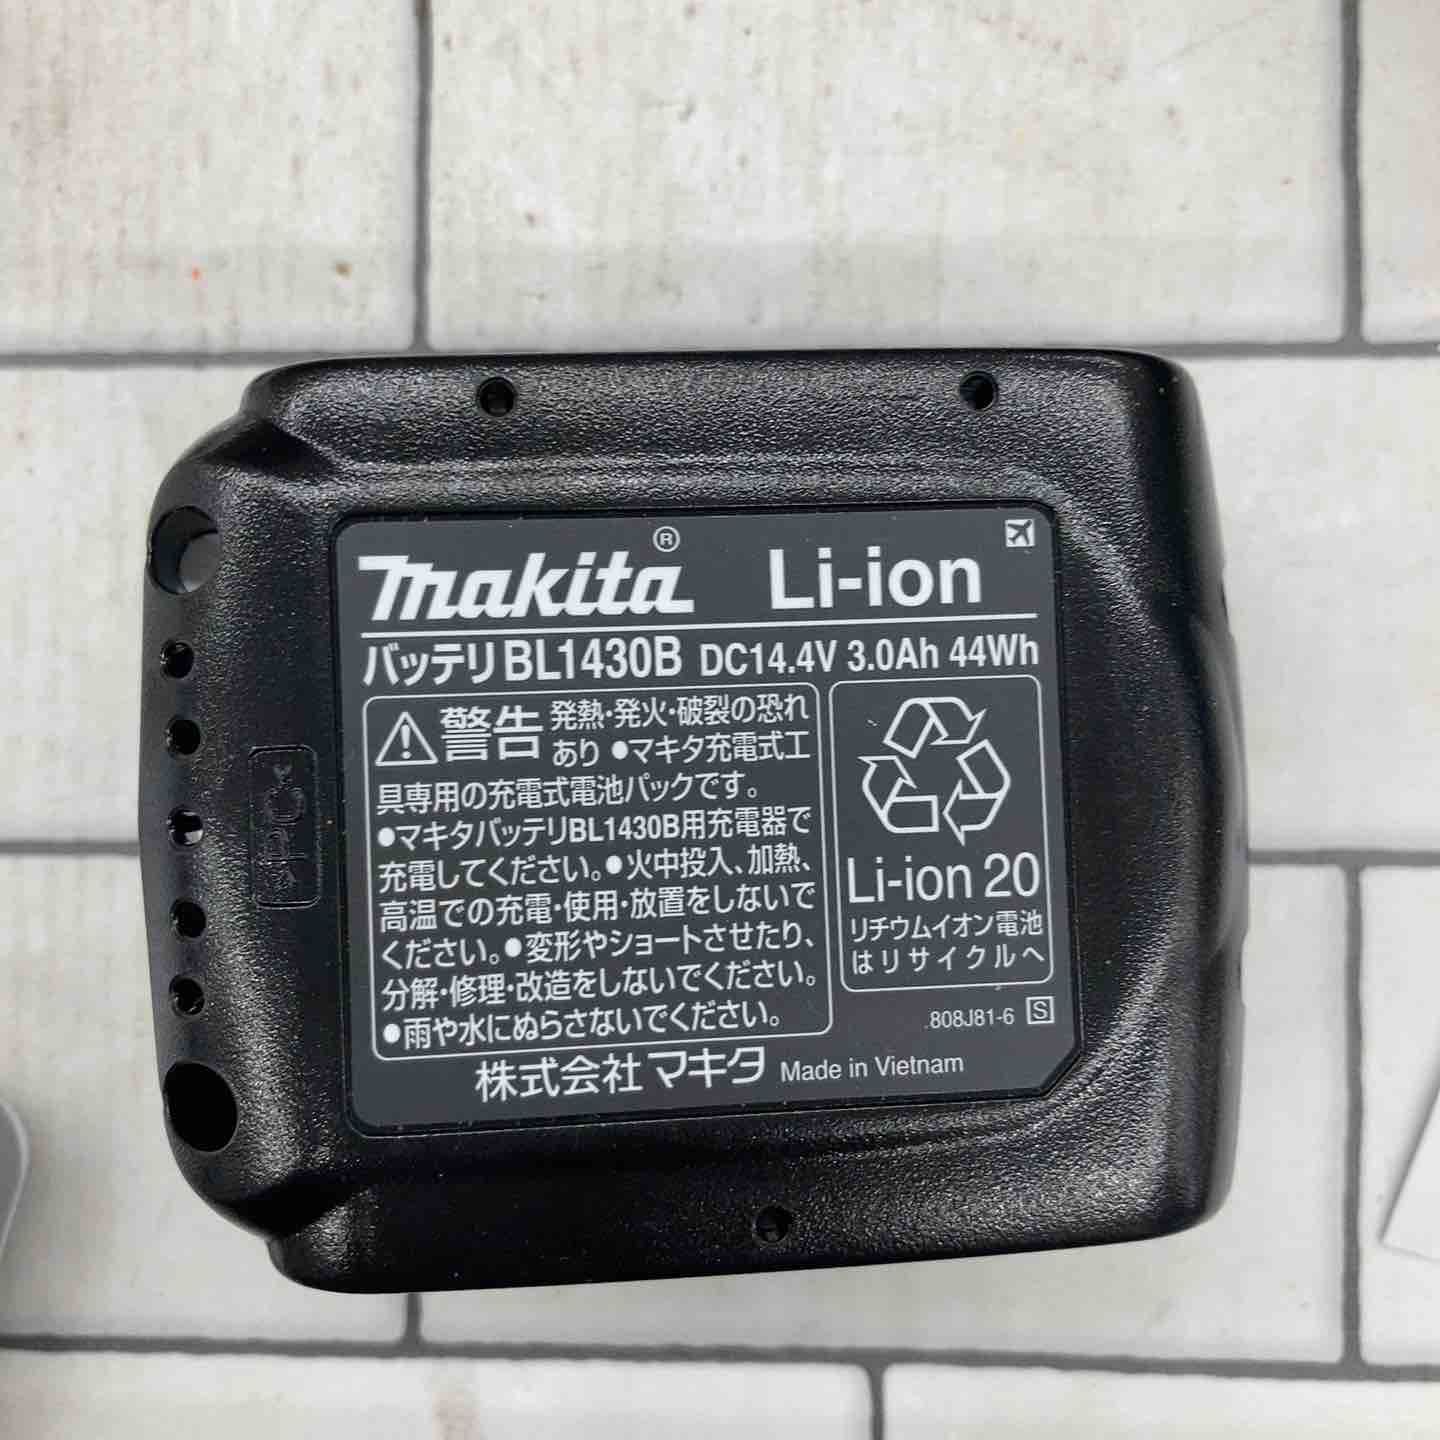 makita® Li-ion
バッテリBL1430B DC14.4V 3.0Ah 44Wh
警告 発熱・発火・破裂の恐れ
あり ●マキタ充電式工
具専用の充電式電池パックです。
●マキタバッテリBL1430B用充電器で
充電してください。●火中投入、加熱、
高温での充電・使用・放置をしないで
ください。●変形やショートさせたり、
分解・修理・改造をしないでください。
●雨や水にぬらさないでください。
Li-ion 20
リチウムイオン電池
はリサイクルへ
808J81-6 S
株式会社マキタ Made in Vietnam
>PC<